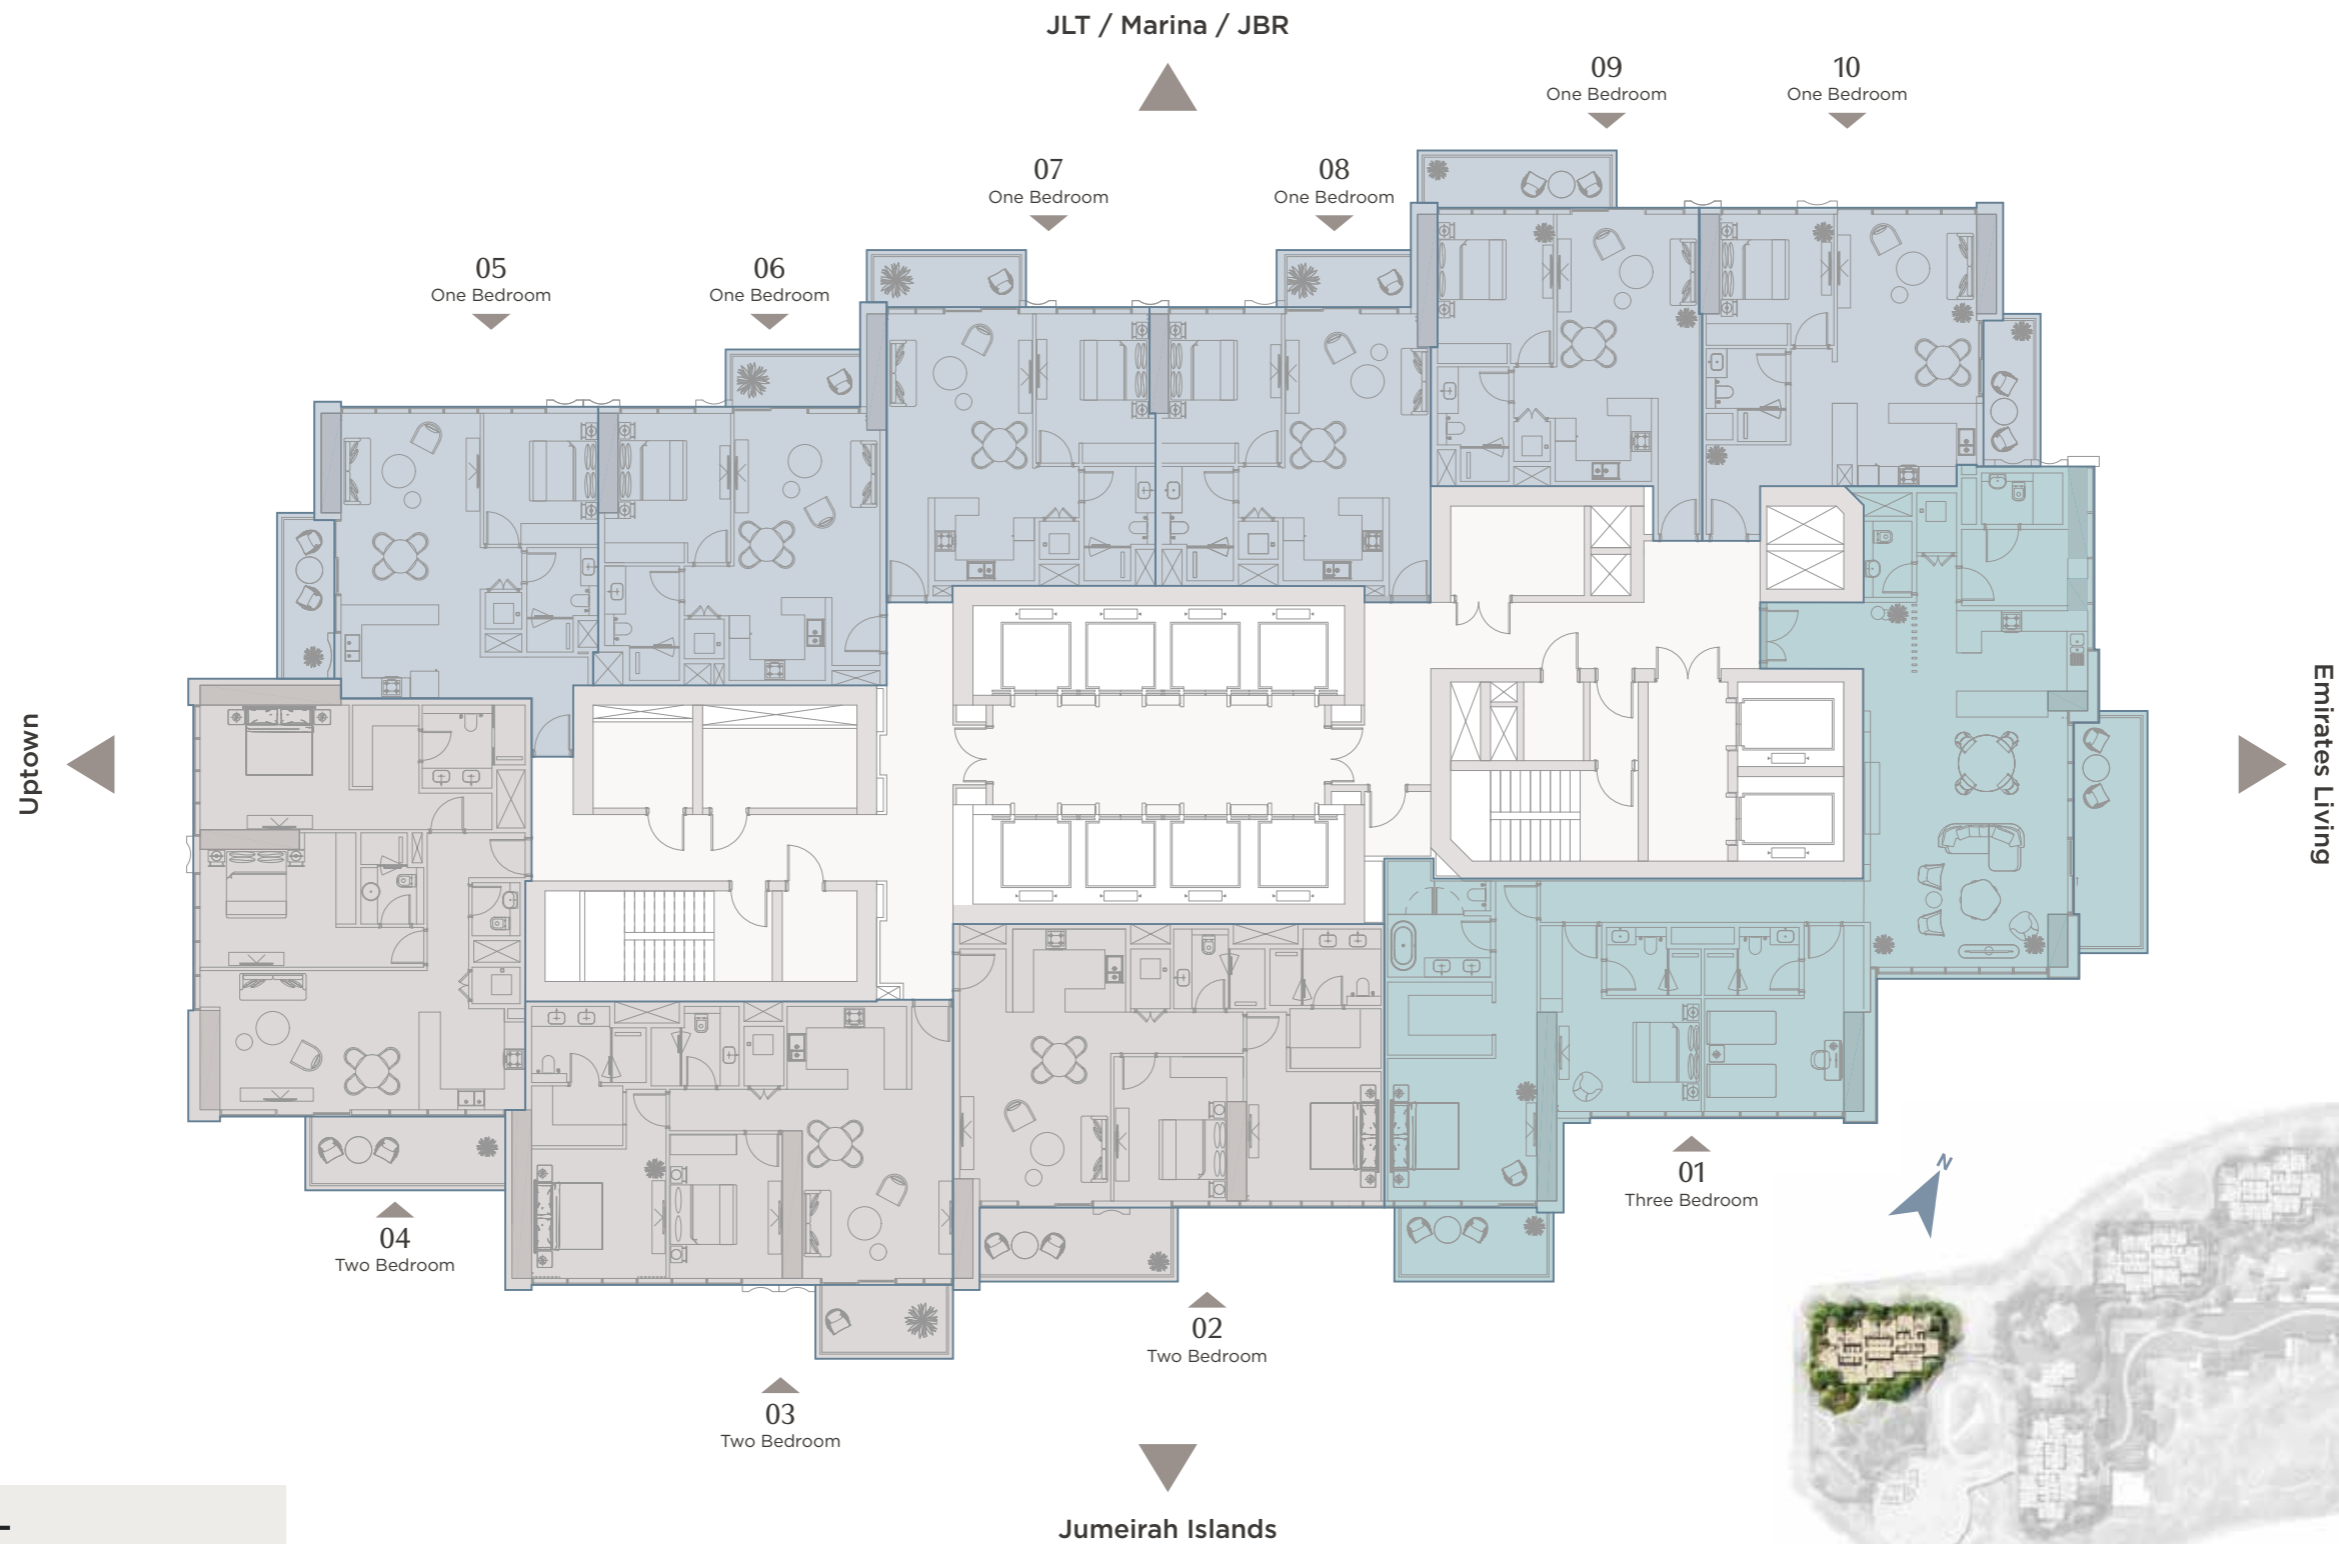 JLT / Marina / JBR
09
One Bedroom
10
One Bedroom
07
One Bedroom
08
One Bedroom
05
One Bedroom
06
One Bedroom
Uptown
Emirates Living
01
Three Bedroom
N
04
Two Bedroom
02
Two Bedroom
03
Two Bedroom
Jumeirah Islands